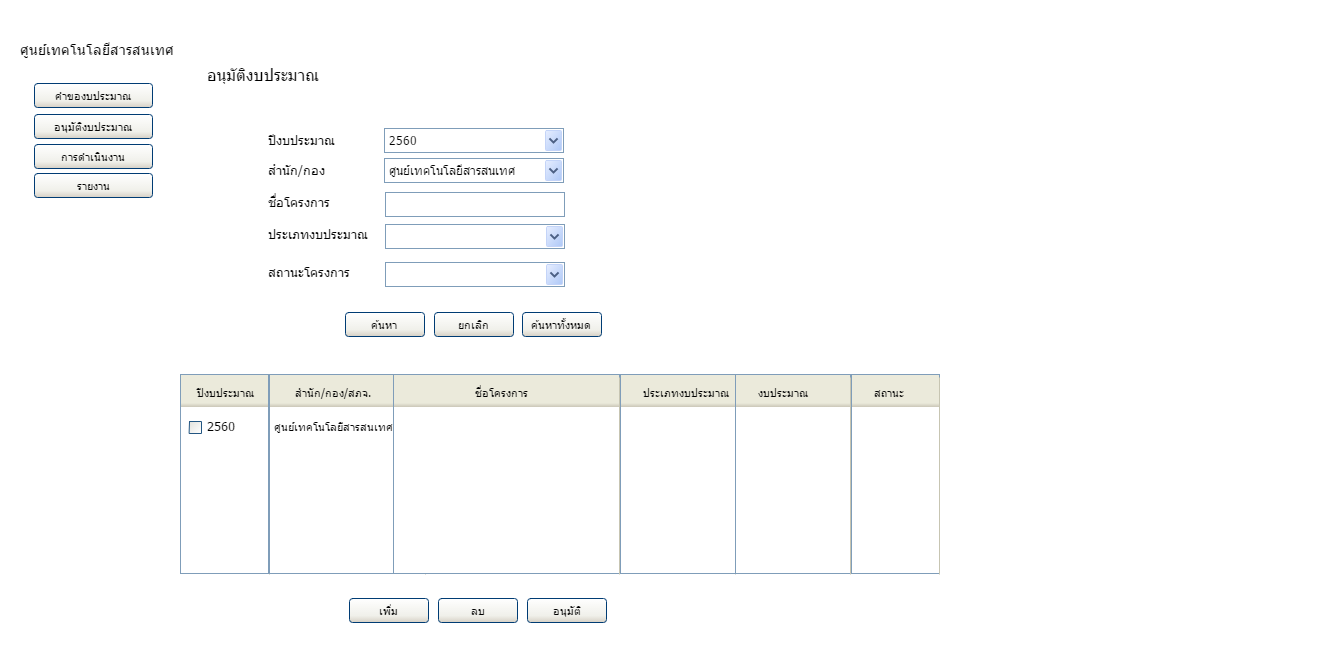 ศูนย์เทคโนโลยีสารสนเทศ
อนุมัติงบประมาณ
คำของบประมาณ
อนุมัติงบประมาณ
การดำเนินงาน
รายงาน
ปีงบประมาณ 2560
สำนัก/กอง ศูนย์เทคโนโลยีสารสนเทศ
ชื่อโครงการ
ประเภทงบประมาณ
สถานะโครงการ
ค้นหา ยกเลิก ค้นหาทั้งหมด
ปีงบประมาณ สำนัก/กอง/สภจ. ชื่อโครงการ ประเภทงบประมาณ งบประมาณ สถานะ
2560 ศูนย์เทคโนโลยีสารสนเทศ
เพิ่ม ลบ อนุมัติ